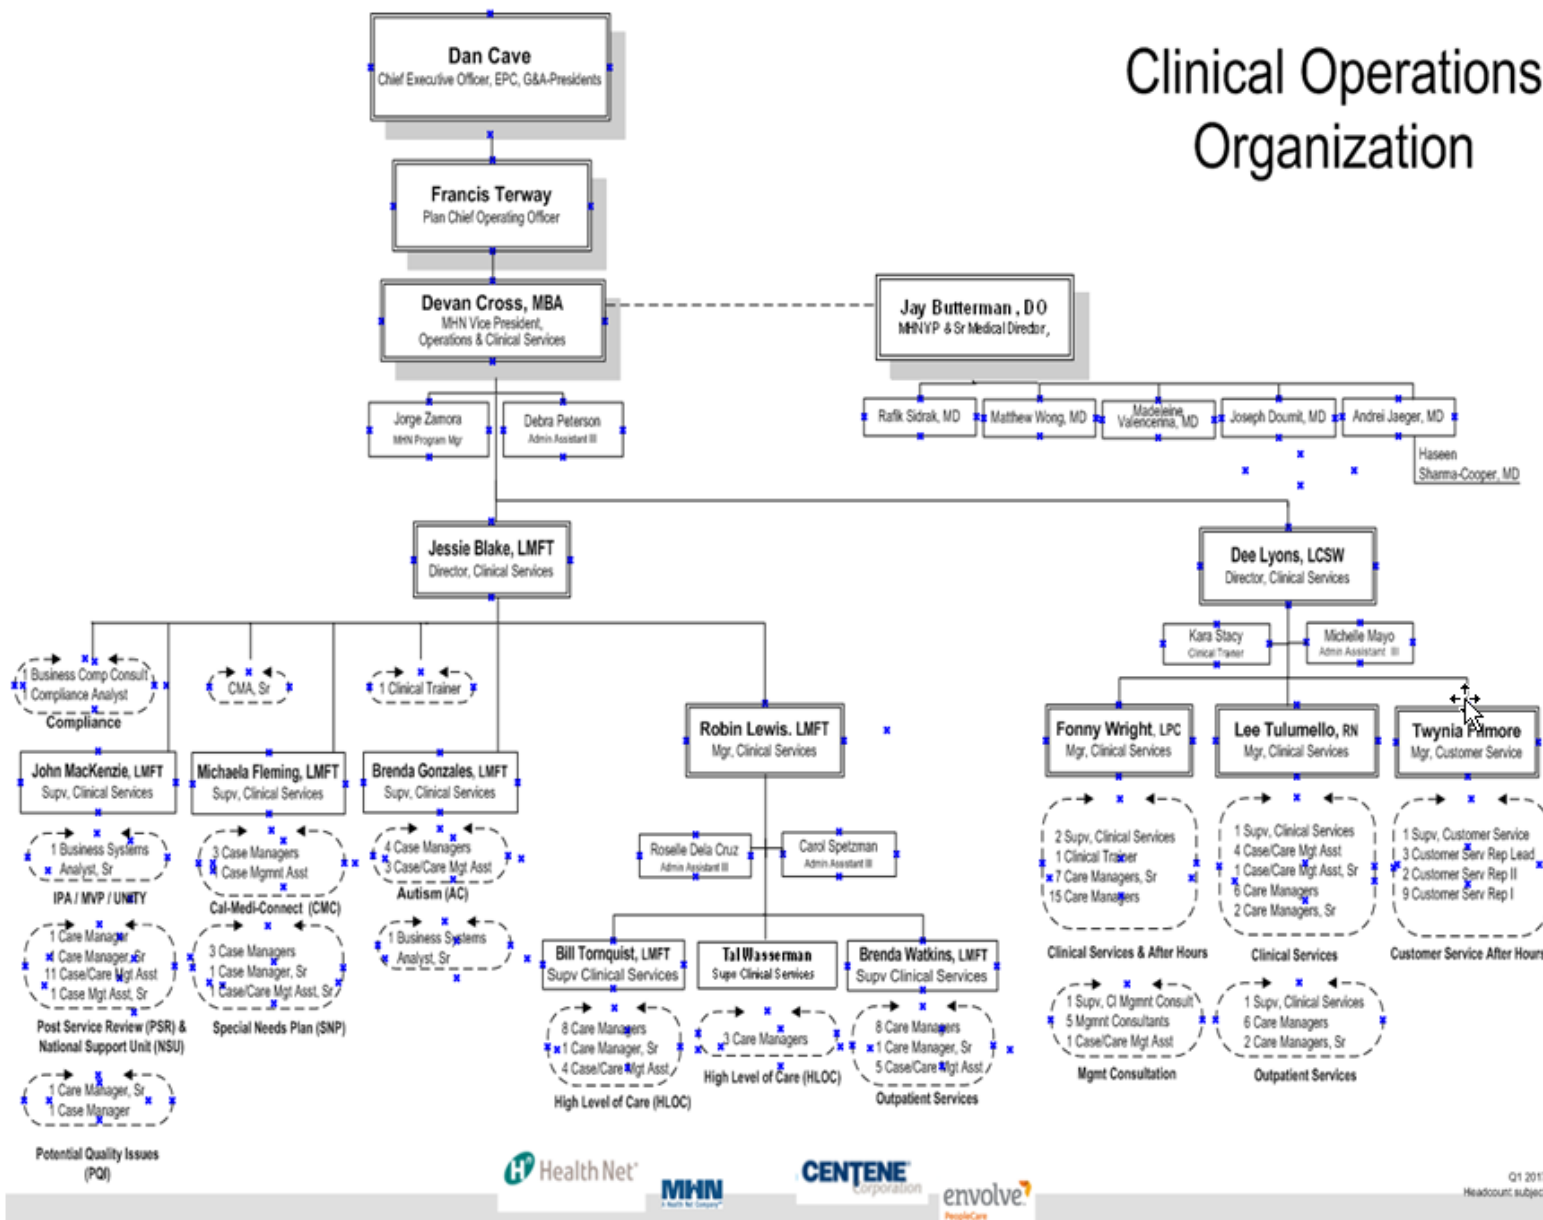 Clinical Operations
Organization
Dan Cave
Chief Executive Officer, EPC, G&A-Presidents
Francis Terway
Plan Chief Operating Officer
Devan Cross, MBA
MHN Vice President,
Operations & Clinical Services
Jay Butterman , DO
MHN VP & Sr Medical Director,
Jorge Zamora
MHN Program Mgr
Debra Peterson
Admin Assistant III
Rafik Sidrak, MD
Matthew Wong, MD
Madeleine
Valencerina, MD
Joseph Doumit, MD
Andrei Jaeger, MD
Haseen
Sharma-Cooper, MD
Jessie Blake, LMFT
Director, Clinical Services
Dee Lyons, LCSW
Director, Clinical Services
Kara Stacy
Clinical Trainer
Michelle Mayo
Admin Assistant III
1 Business Comp Consult
1 Compliance Analyst
Compliance
CMA, Sr
1 Clinical Trainer
John MacKenzie, LMFT
Supv, Clinical Services
Michaela Fleming, LMFT
Supv, Clinical Services
Brenda Gonzales, LMFT
Supv, Clinical Services
Robin Lewis. LMFT
Mgr, Clinical Services
Fonny Wright, LPC
Mgr, Clinical Services
Lee Tulumello, RN
Mgr, Clinical Services
Twynia
Mgr, Customer Service
1 Business Systems
Analyst, Sr
IPA / MVP / UNITY
3 Case Managers
Case Mgmnt Asst
Cal-Medi-Connect (CMC)
4 Case Managers
3 Case/Care Mgt Asst
Autism (AC)
1 Care Manager
Care Manager, Sr
11 Case/Care Mgt Asst
1 Case Mgt Asst, Sr
Post Service Review (PSR) &
National Support Unit (NSU)
3 Case Managers
1 Case Manager, Sr
1 Case/Care Mgt Asst, Sr
Special Needs Plan (SNP)
1 Business Systems
Analyst, Sr
1 Care Manager, Sr
1 Case Manager
Potential Quality Issues
(PQI)
Roselle Dela Cruz
Admin Assistant III
Carol Spetzman
Admin Assistant III
Bill Tornquist, LMFT
Supv Clinical Services
Tal Wasserman
Supv Clinical Services
Brenda Watkins, LMFT
Supv Clinical Services
8 Care Managers
1 Care Manager, Sr
4 Case/Care Mgt Asst
High Level of Care (HLOC)
3 Care Managers
High Level of Care (HLOC)
8 Care Managers
1 Care Manager, Sr
5 Case/Care Mgt Asst
Outpatient Services
2 Supv, Clinical Services
1 Clinical Trainer
7 Care Managers, Sr
15 Care Managers
Clinical Services & After Hours
1 Supv, Clinical Services
4 Case/Care Mgt Asst
1 Case/Care Mgt Asst, Sr
6 Care Managers
2 Care Managers, Sr
Clinical Services
1 Supv, Customer Service
3 Customer Serv Rep Lead
2 Customer Serv Rep II
9 Customer Serv Rep I
Customer Service After Hours
1 Supv, Cl Mgmnt Consult
5 Mgmnt Consultants
1 Case/Care Mgt Asst
Mgmt Consultation
1 Supv, Clinical Services
6 Care Managers
2 Care Managers, Sr
Outpatient Services
Health Net
MHN
A Health Net Company
CENTENE
Corporation
envolve
PeopleCare
Q1 2017
Headcount subjec